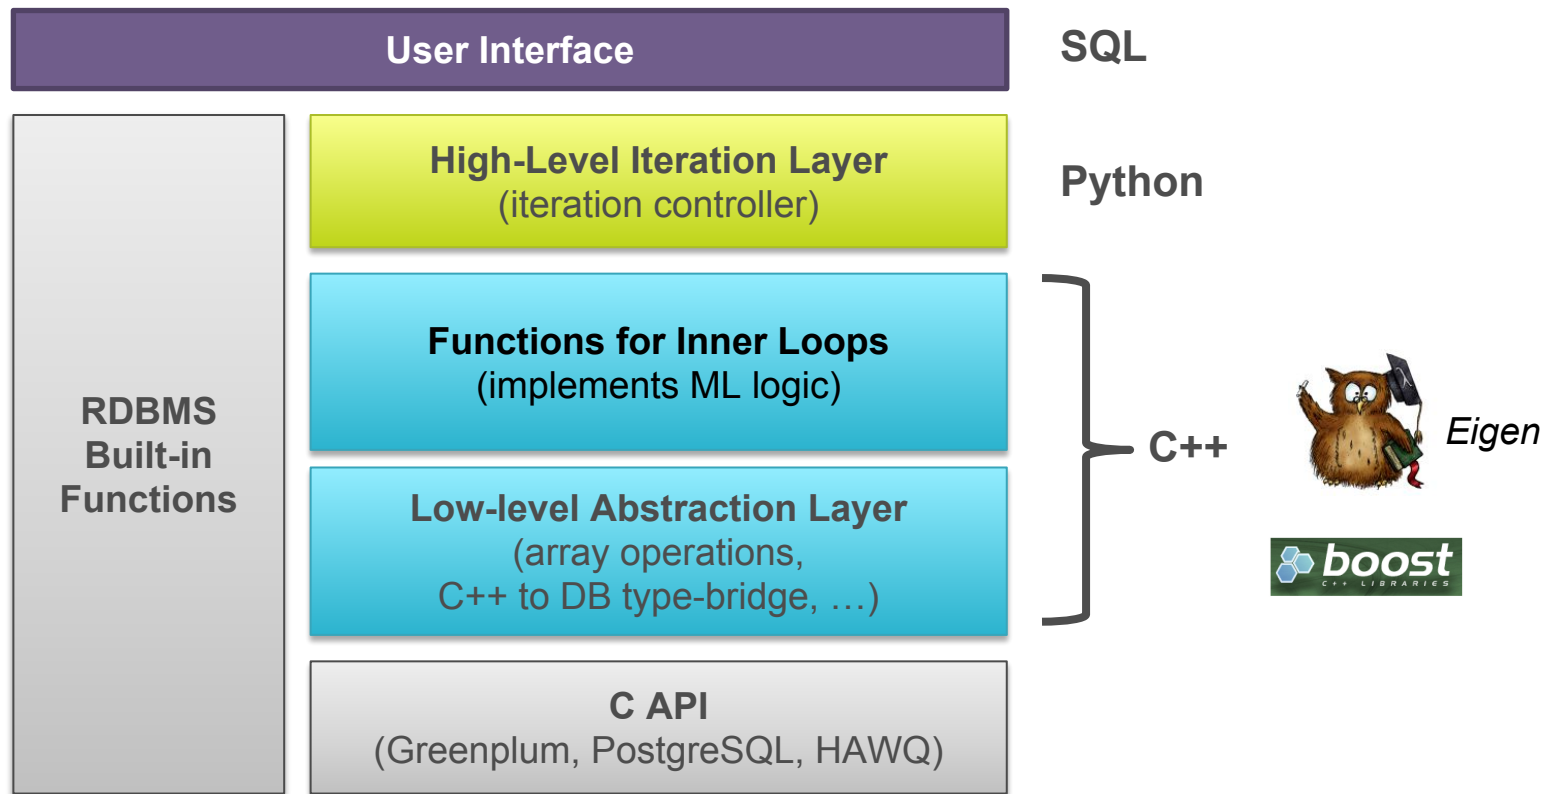 User Interface
SQL
High-Level Iteration Layer
(iteration controller)
Python
Functions for Inner Loops
(implements ML logic)
RDBMS
Built-in
Functions
C++
Eigen
Low-level Abstraction Layer
(array operations,
C++ to DB type-bridge, …)
boost
C++ LIBRARIES
C API
(Greenplum, PostgreSQL, HAWQ)